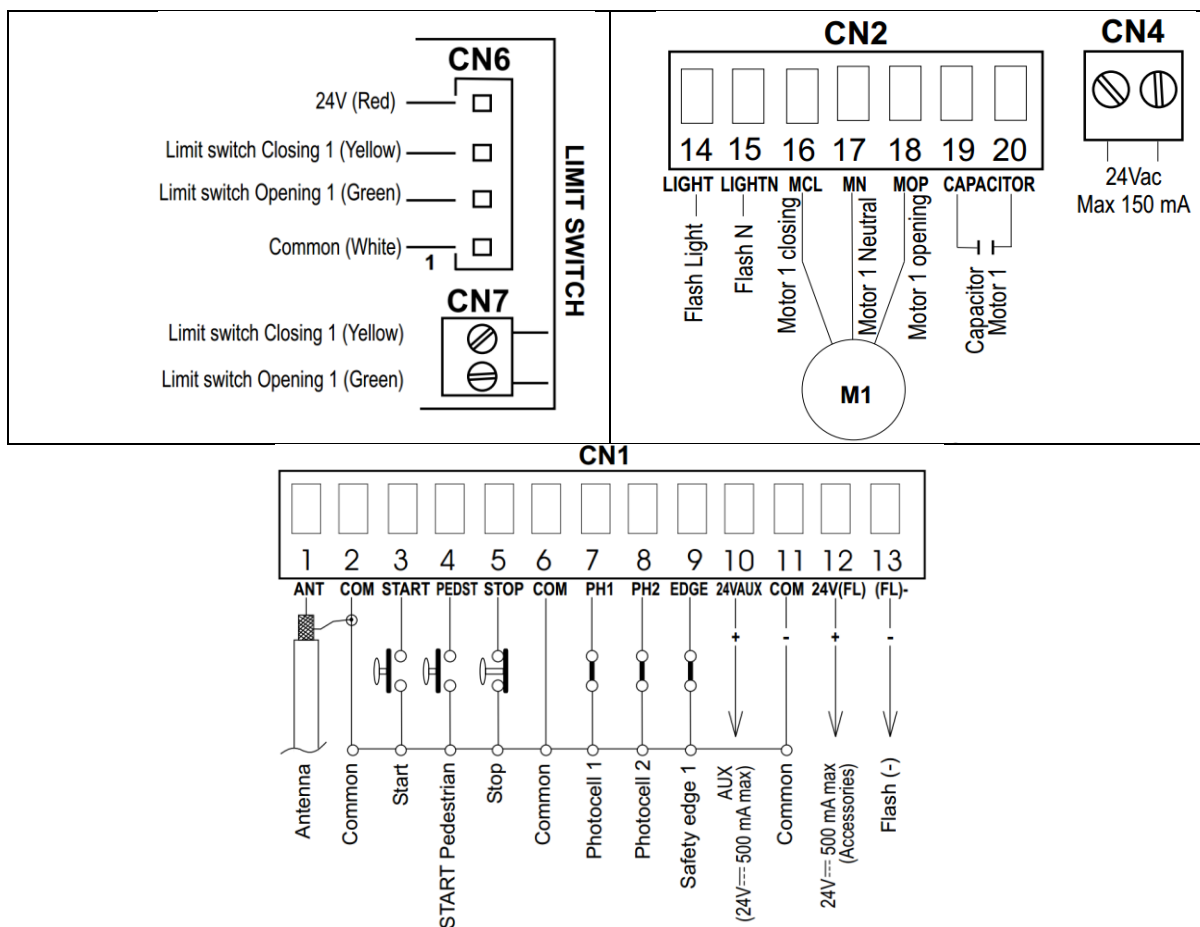 CN6
24V (Red)
Limit switch Closing 1 (Yellow)
Limit switch Opening 1 (Green)
Common (White)
1
CN7
Limit switch Closing 1 (Yellow)
Limit switch Opening 1 (Green)
LIMIT SWITCH
CN2
14 15 16 17 18 19 20
LIGHT LIGHTN MCL MN MOP CAPACITOR
Flash Light
Flash N
Motor 1 closing
Motor 1 Neutral
Motor 1 opening
Capacitor
Motor 1
M1
CN4
24Vac
Max 150 mA
CN1
1 2 3 4 5 6 7 8 9 10 11 12 13
ANT COM START PEDST STOP COM PH1 PH2 EDGE 24VAUX COM 24V(FL) (FL)-
+ - + -
Antenna
Common
Start
START Pedestrian
Stop
Common
Photocell 1
Photocell 2
Safety edge 1
AUX
(24V⎓ 500 mA max)
Common
24V⎓ 500 mA max
(Accessories)
Flash (-)